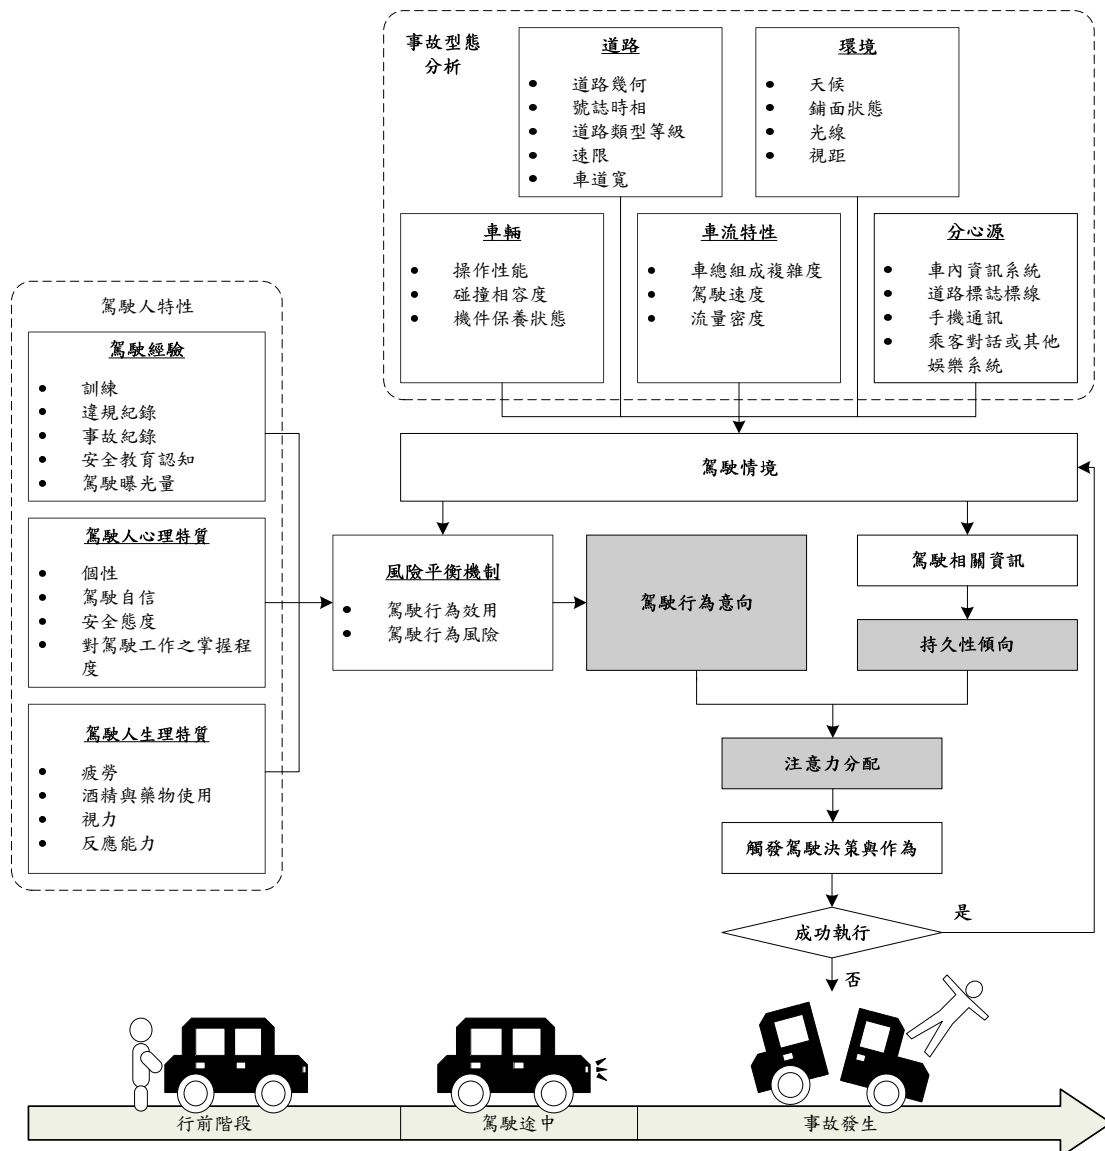 事故型態
分析
道路
道路幾何
號誌時相
道路類型等級
速限
車道寬
環境
天候
鋪面狀態
光線
視距
車輛
操作性能
碰撞相容度
機件保養狀態
車流特性
車總組成複雜度
駕駛速度
流量密度
分心源
車內資訊系統
道路標誌標線
手機通訊
乘客對話或其他
娛樂系統
駕駛人特性
駕駛經驗
訓練
違規紀錄
事故紀錄
安全教育認知
駕駛曝光量
駕駛人心理特質
個性
駕駛自信
安全態度
對駕駛工作之掌握程
度
駕駛人生理特質
疲勞
酒精與藥物使用
視力
反應能力
駕駛情境
風險平衡機制
駕駛行為效用
駕駛行為風險
駕駛行為意向
駕駛相關資訊
持久性傾向
注意力分配
觸發駕駛決策與作為
成功執行
是
否
行前階段
駕駛途中
事故發生